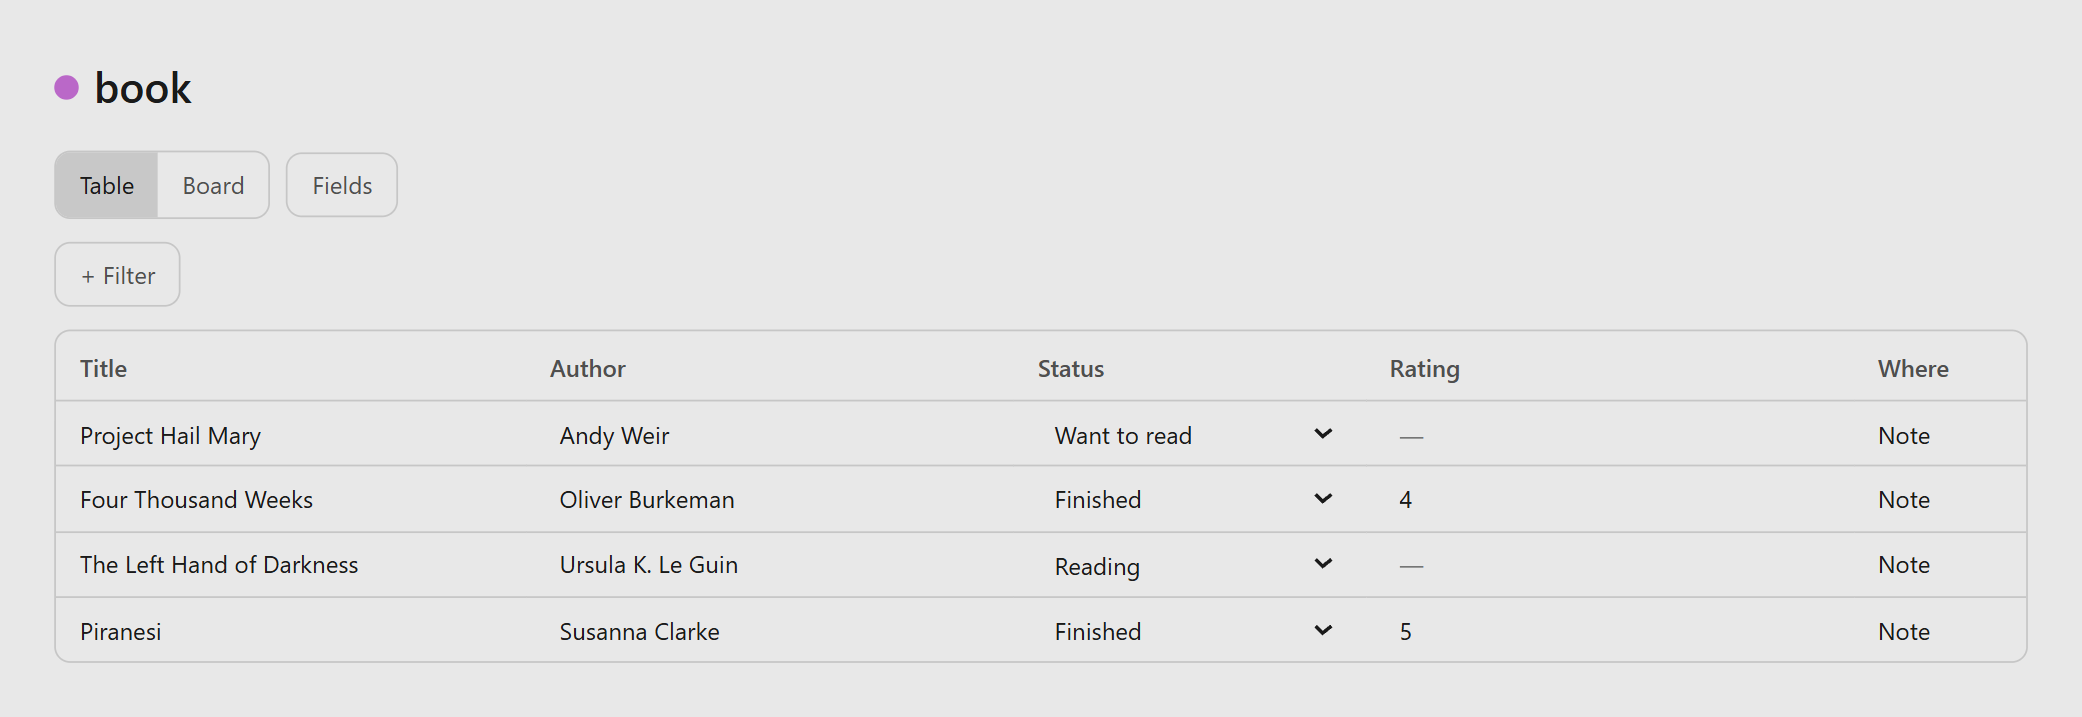 book
Table Board Fields
+ Filter
Title Author Status Rating Where
Project Hail Mary Andy Weir Want to read — Note
Four Thousand Weeks Oliver Burkeman Finished 4 Note
The Left Hand of Darkness Ursula K. Le Guin Reading — Note
Piranesi Susanna Clarke Finished 5 Note